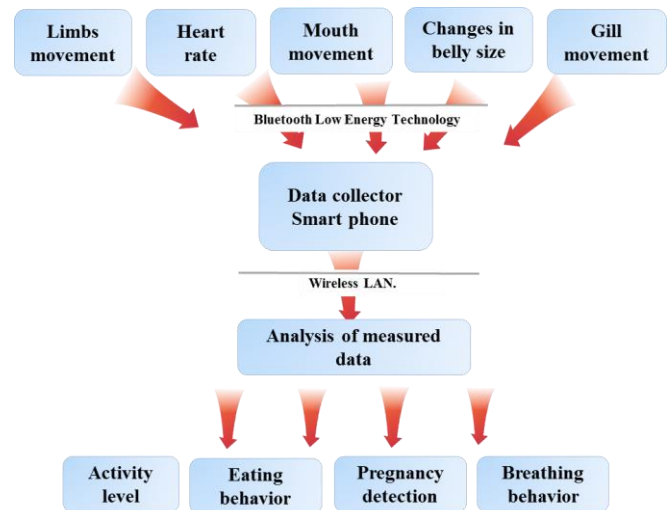 Limbs
movement
Heart
rate
Mouth
movement
Changes in
belly size
Gill
movement
Bluetooth Low Energy Technology
Data collector
Smart phone
Wireless LAN.
Analysis of measured
data
Activity
level
Eating
behavior
Pregnancy
detection
Breathing
behavior